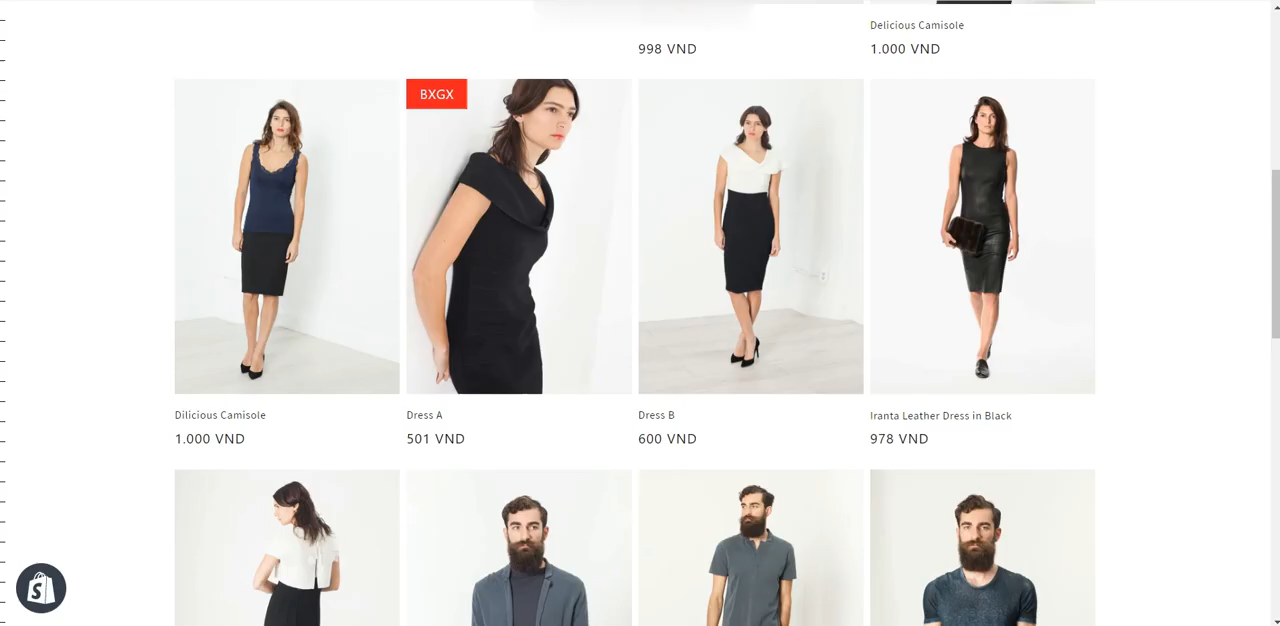 Delicious Camisole
998 VND
1.000 VND
BXGX
Dilicious Camisole
Dress A
Dress B
Iranta Leather Dress in Black
1.000 VND
501 VND
600 VND
978 VND
S